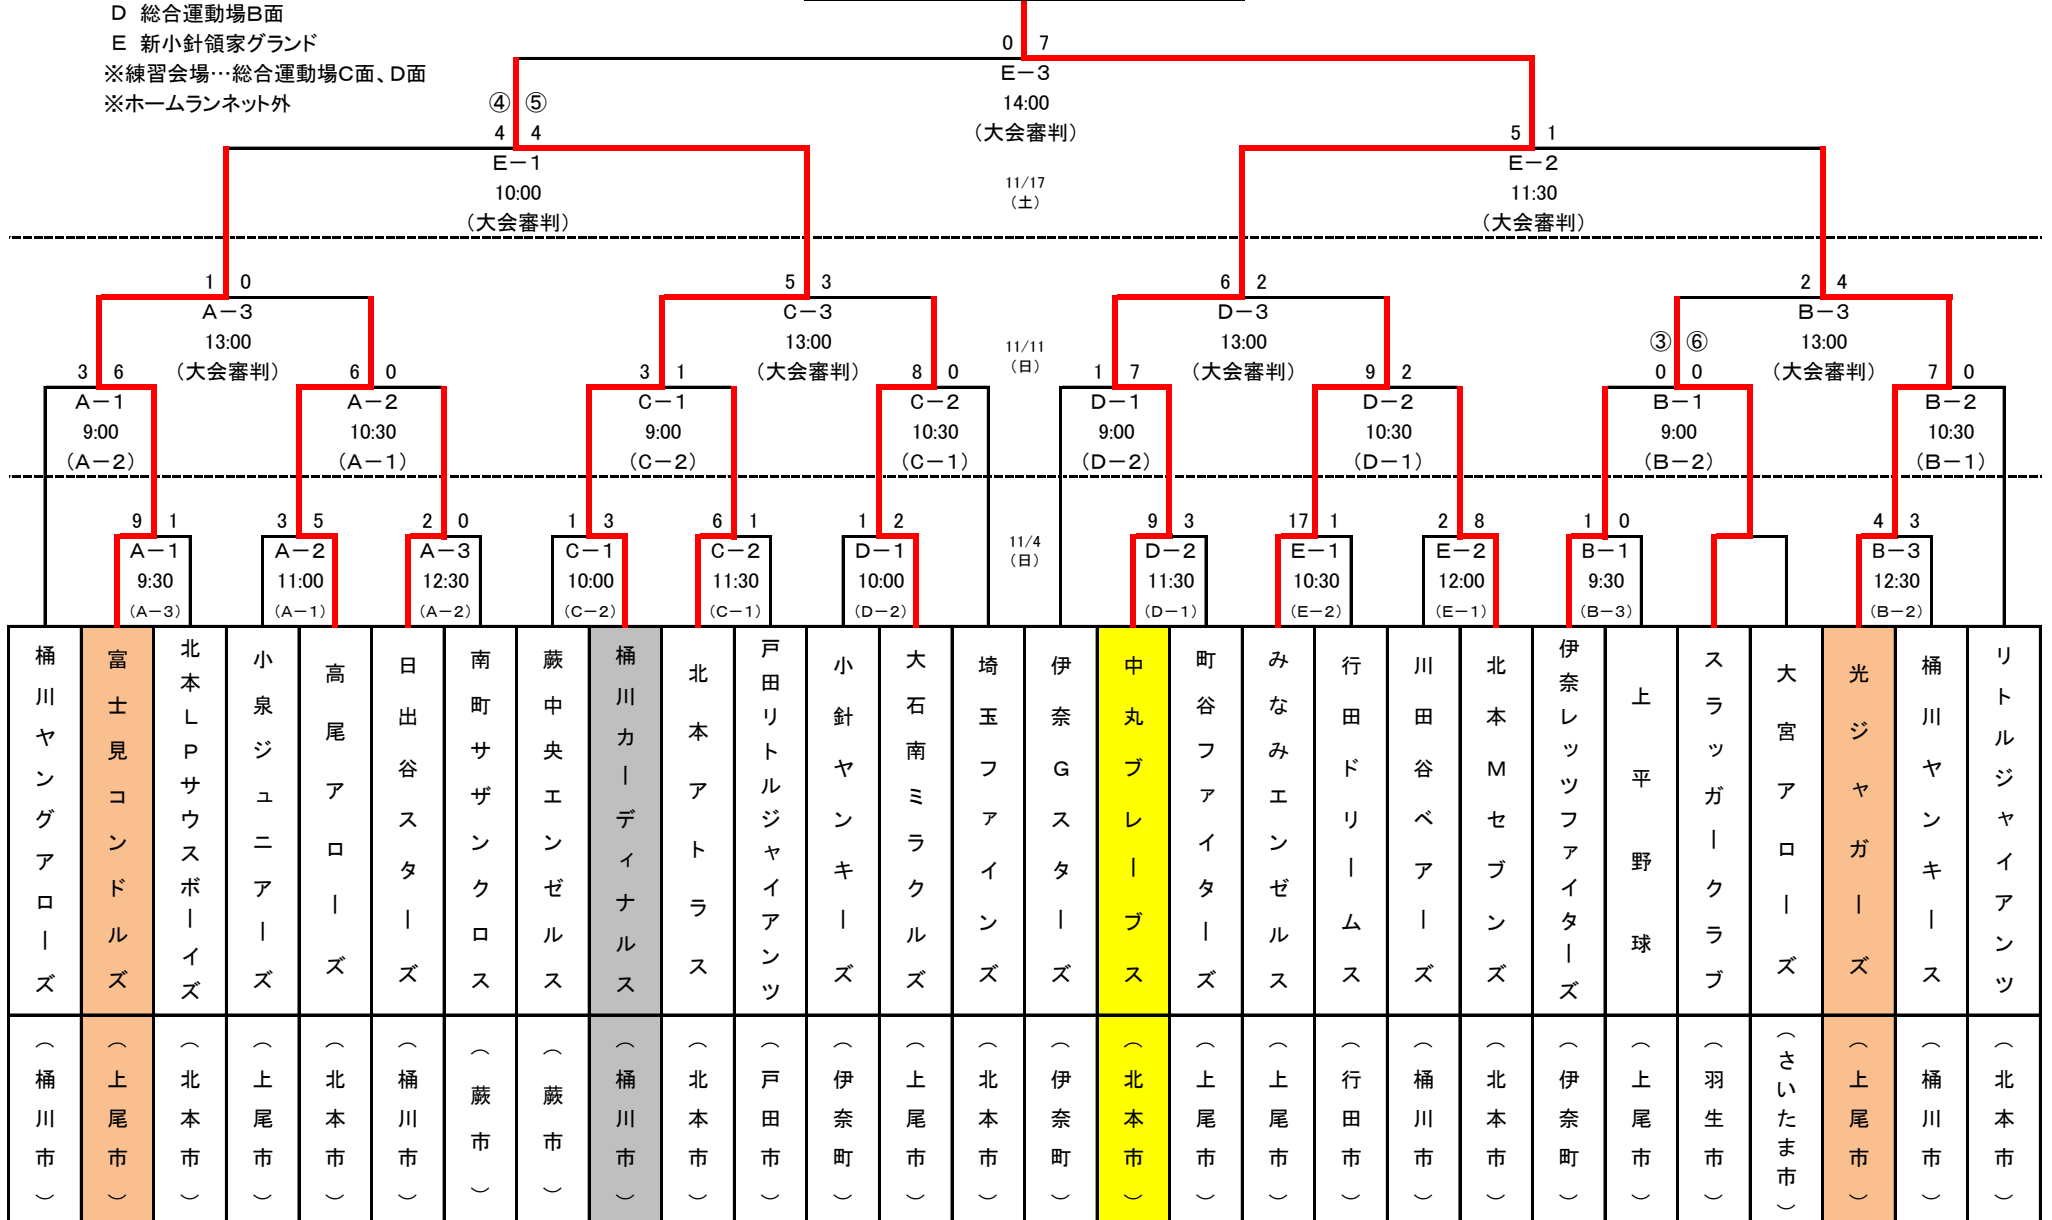 D 総合運動場B面
E 新小針領家グランド
※練習会場…総合運動場C面、D面
※ホームランネット外
0 7
E－3
14:00
(大会審判)
④ ⑤
4 4
E－1
10:00
(大会審判)
11/17
(土)
5 1
E－2
11:30
(大会審判)
1 0
A－3
13:00
(大会審判)
5 3
C－3
13:00
(大会審判)
11/11
(日)
6 2
D－3
13:00
(大会審判)
2 4
B－3
13:00
(大会審判)
3 6
A－1
9:00
(A－2)
6 0
A－2
10:30
(A－1)
3 1
C－1
9:00
(C－2)
8 0
C－2
10:30
(C－1)
1 7
D－1
9:00
(D－2)
9 2
D－2
10:30
(D－1)
③ ⑥
0 0
B－1
9:00
(B－2)
7 0
B－2
10:30
(B－1)
9 1
A－1
9:30
(A－3)
3 5
A－2
11:00
(A－1)
2 0
A－3
12:30
(A－2)
1 3
C－1
10:00
(C－2)
6 1
C－2
11:30
(C－1)
1 2
D－1
10:00
(D－2)
11/4
(日)
9 3
D－2
11:30
(D－1)
17 1
E－1
10:30
(E－2)
2 8
E－2
12:00
(E－1)
1 0
B－1
9:30
(B－3)
4 3
B－3
12:30
(B－2)
桶川ヤングアローズ
富士見コンドルズ
北本LPサウスボーイズ
小泉ジュニアーズ
高尾アローズ
日出谷スターズ
南町サザンクロス
蕨中央エンゼルス
桶川カーディナルス
北本アトラス
戸田リトルジャイアンツ
小針ヤンキーズ
大石南ミラクルズ
埼玉ファインズ
伊奈Gスターズ
中丸ブレーブス
町谷ファイターズ
みなみエンゼルス
行田ドリームス
川田谷ベアーズ
北本Mセブンズ
伊奈レッツファイターズ
上平野球
スラッガークラブ
大宮アローズ
光ジャガーズ
桶川ヤンキース
リトルジャイアンツ
(桶川市)
(上尾市)
(北本市)
(上尾市)
(北本市)
(桶川市)
(蕨市)
(蕨市)
(桶川市)
(北本市)
(戸田市)
(伊奈町)
(上尾市)
(北本市)
(伊奈町)
(北本市)
(上尾市)
(上尾市)
(行田市)
(桶川市)
(北本市)
(伊奈町)
(上尾市)
(羽生市)
(さいたま市)
(上尾市)
(桶川市)
(北本市)